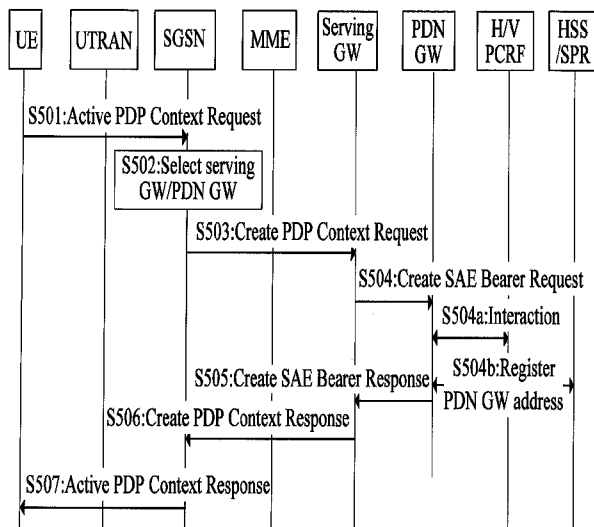 UE
UTRAN
SGSN
MME
Serving
GW
PDN
GW
H/V
PCRF
HSS
/SPR
S501:Active PDP Context Request
S502:Select serving
GW/PDN GW
S503:Create PDP Context Request
S504:Create SAE Bearer Request
S504a:Interaction
S504b:Register
PDN GW address
S505:Create SAE Bearer Response
S506:Create PDP Context Response
S507:Active PDP Context Response